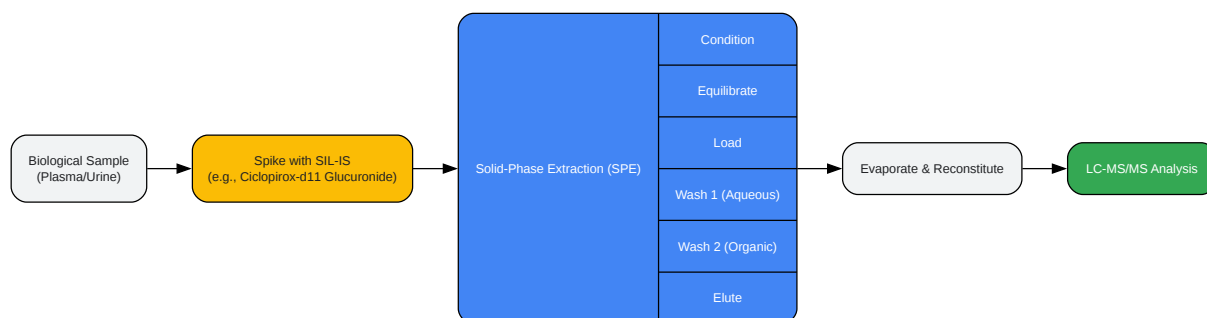 Biological Sample
(Plasma/Urine)
Spike with SIL-IS
(e.g., Ciclopirox-d11 Glucuronide)
Solid-Phase Extraction (SPE)
Condition
Equilibrate
Load
Wash 1 (Aqueous)
Wash 2 (Organic)
Elute
Evaporate & Reconstitute
LC-MS/MS Analysis